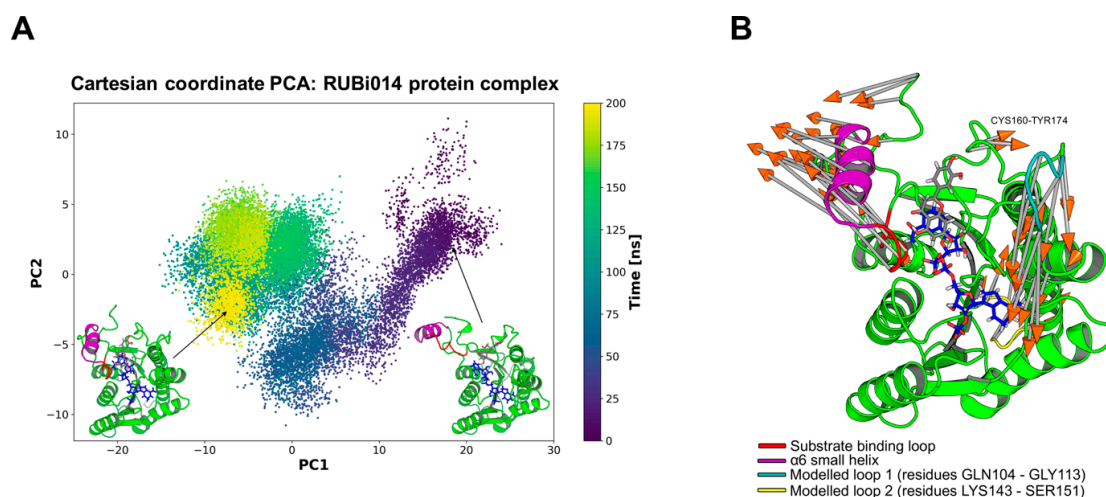 A
B
Cartesian coordinate PCA: RUBi014 protein complex
10
5
0
−5
−10
PC2
−20
−10
0
10
20
30
PC1
200
175
150
125
100
75
50
25
0
Time [ns]
CYS160-TYR174
Substrate binding loop
α6 small helix
Modelled loop 1 (residues GLN104 - GLY113)
Modelled loop 2 (residues LYS143 - SER151)